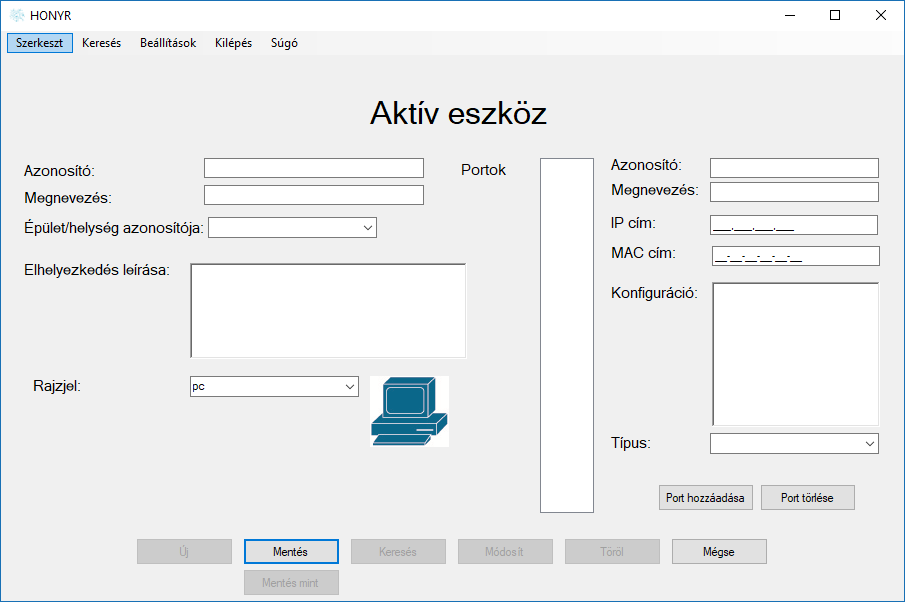 HONYR
Szerkeszt Keresés Beállítások Kilépés Súgó
Aktív eszköz
Azonosító:
Megnevezés:
Épület/helység azonosítója:
Elhelyezkedés leírása:
Rajzjel:
pc
Portok
Azonosító:
Megnevezés:
IP cím:
___.___.___.___
MAC cím:
__-__-__-__-__-__
Konfiguráció:
Típus:
Port hozzáadása Port törlése
Új Mentés Keresés Módosít Töröl Mégse
Mentés mint